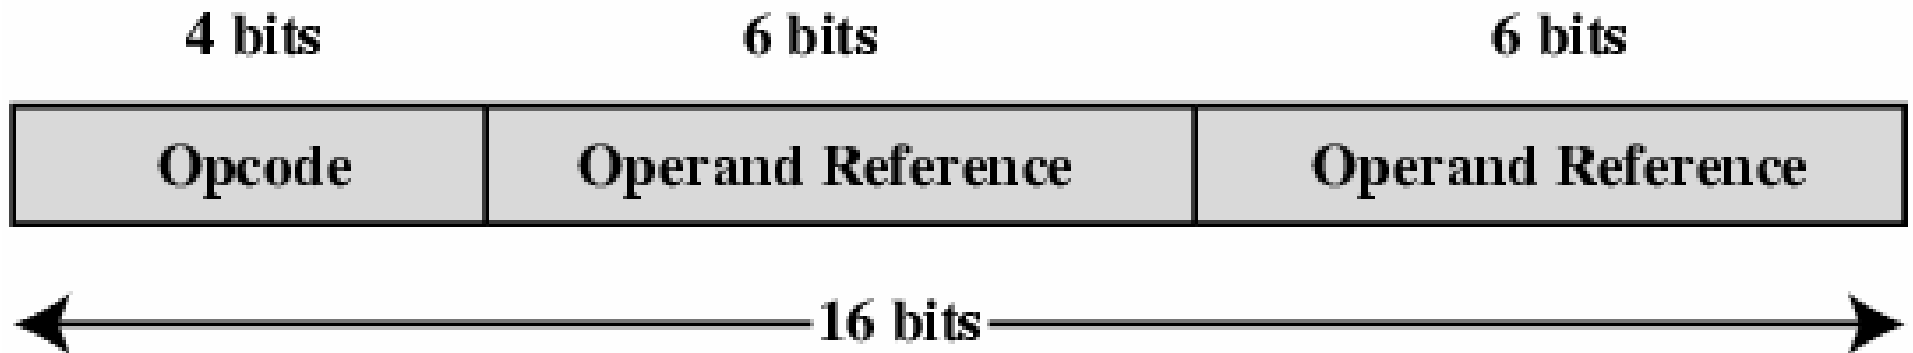 4 bits 6 bits 6 bits
Opcode Operand Reference Operand Reference
16 bits